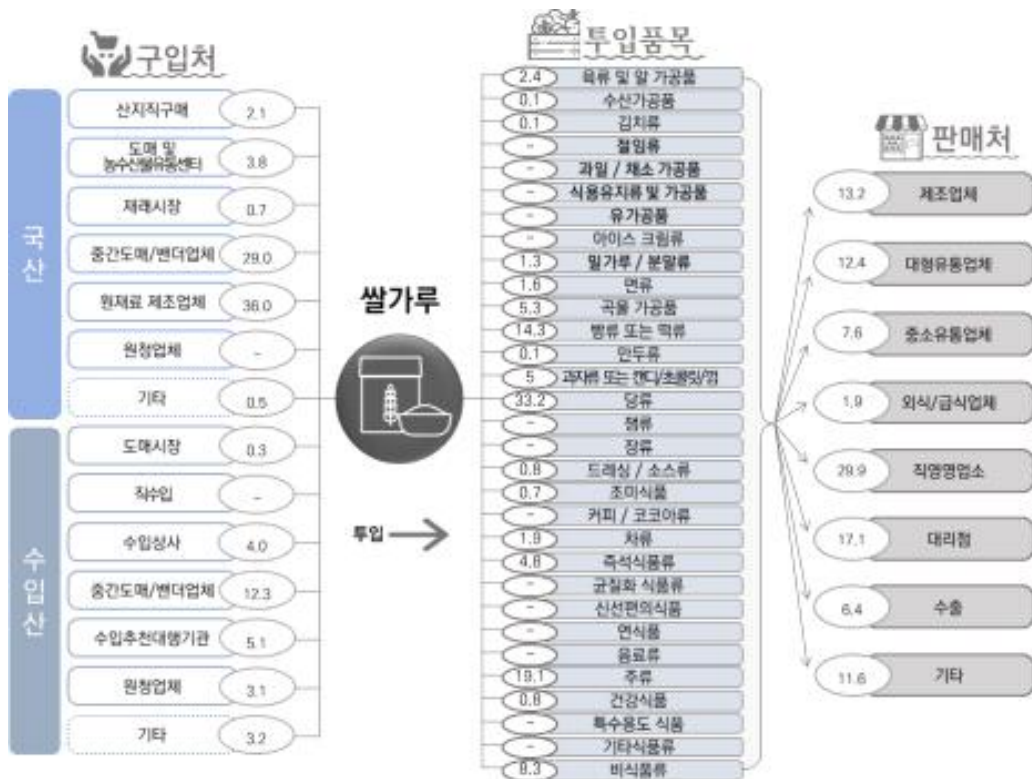 구입처
국산
산지직구매 2.1
도매 및
농수산물유통센터 3.8
재래시장 0.7
중간도매/밴더업체 29.0
원재료 제조업체 36.0
원청업체 -
기타 0.5
수입산
도매시장 0.3
직수입 -
수입상사 4.0
중간도매/밴더업체 12.3
수입추천대행기관 5.1
원청업체 3.1
기타 3.2
쌀가루
투입
투입품목
2.4 육류 및 알 가공품
0.1 수산가공품
0.1 김치류
- 절임류
- 과일 / 채소 가공품
- 식용유지류 및 가공품
- 유가공품
- 아이스 크림류
1.3 밀가루 / 분말류
1.6 면류
5.3 곡물 가공품
14.3 빵류 또는 떡류
0.1 만두류
5 과자류 또는 캔디/초콜릿/껌
33.2 당류
- 잼류
- 장류
0.8 드레싱 / 소스류
0.7 조미식품
- 커피 / 코코아류
1.9 차류
4.8 즉석식품류
- 균질화 식품류
- 신선편의식품
- 연식품
- 음료류
19.1 주류
0.8 건강식품
- 특수용도 식품
- 기타식품류
8.3 비식품류
판매처
13.2 제조업체
12.4 대형유통업체
7.6 중소유통업체
1.9 외식/급식업체
29.9 직영영업소
17.1 대리점
6.4 수출
11.6 기타